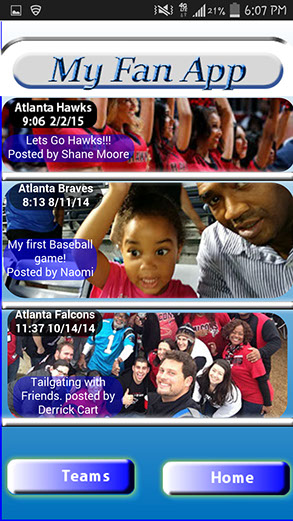 21% 6:07 PM
My Fan App
Atlanta Hawks
9:06 2/2/15
Lets Go Hawks!!!
Posted by Shane Moore
Atlanta Braves
8:13 8/11/14
My first Baseball
game!
Posted by Naomi
Atlanta Falcons
11:37 10/14/14
Tailgating with
Friends. posted by
Derrick Cart
Teams
Home